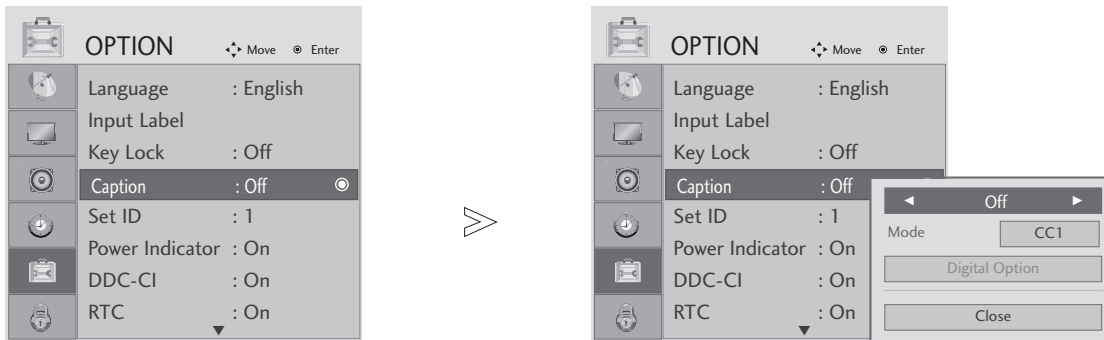 OPTION Move Enter
Language : English
Input Label
Key Lock : Off
Caption : Off
Set ID : 1
Power Indicator : On
DDC-CI : On
RTC : On
OPTION Move Enter
Language : English
Input Label
Key Lock : Off
Caption : Off
Set ID : 1
Power Indicator : On
DDC-CI : On
RTC : On
Off
Mode CC1
Digital Option
Close